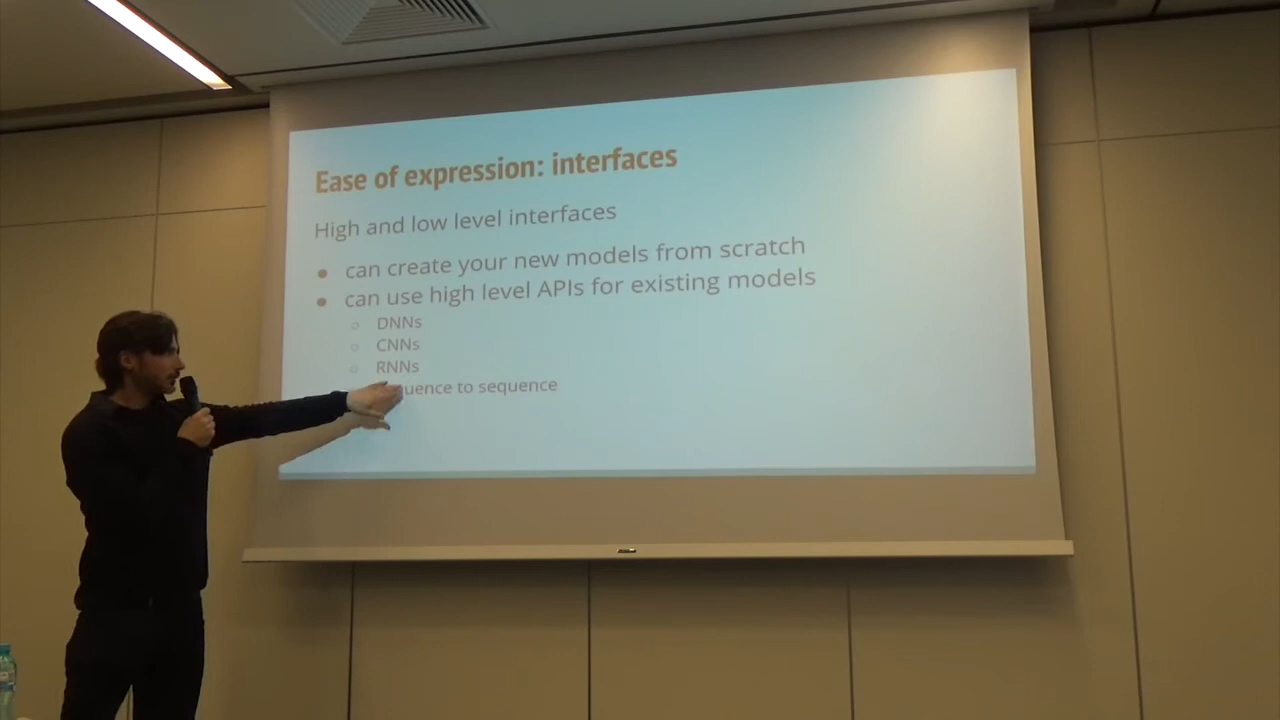 Ease of expression: interfaces
High and low level interfaces
● can create your new models from scratch
● can use high level APIs for existing models
○ DNNs
○ CNNs
○ RNNs
to sequence